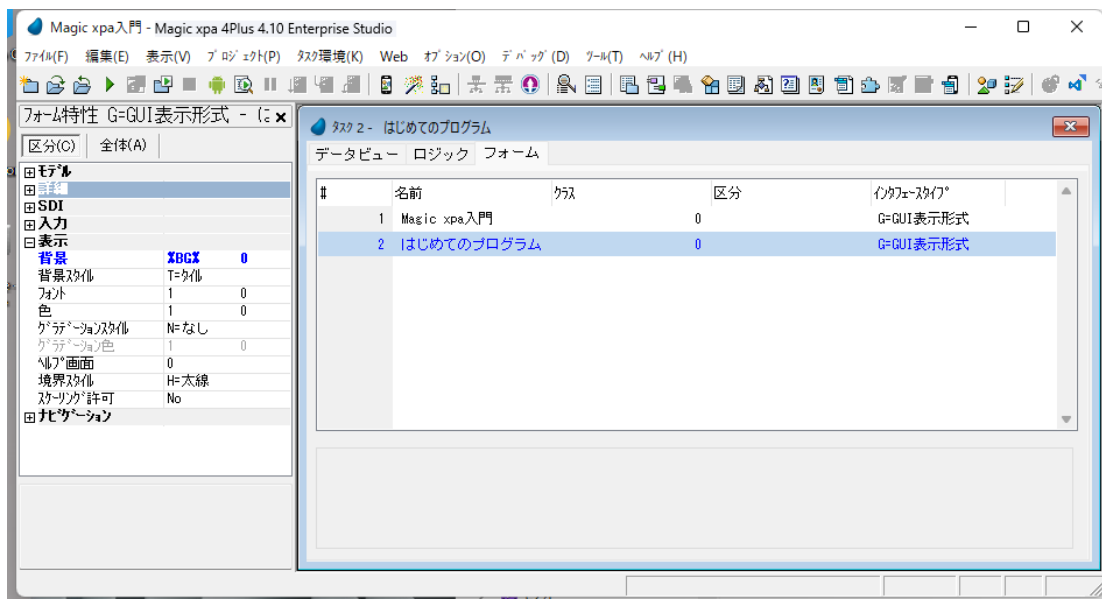 Magic xpa入門 - Magic xpa 4Plus 4.10 Enterprise Studio
ﾌｧｲﾙ(F) 編集(E) 表示(V) ﾌﾟﾛｼﾞｪｸﾄ(P) ﾀｽｸ環境(K) Web ｵﾌﾟｼｮﾝ(O) ﾃﾞﾊﾞｯｸﾞ(D) ﾂｰﾙ(T) ﾍﾙﾌﾟ(H)
ﾌｫｰﾑ特性 G=GUI表示形式 - (
区分(C) 全体(A)
ﾓﾃﾞﾙ
詳細
SDI
入力
表示
背景 %BG% 0
背景ｽﾀｲﾙ T=ﾀｲﾙ
ﾌｫﾝﾄ 1 0
色 1 0
ｸﾞﾗﾃﾞｰｼｮﾝｽﾀｲﾙ N=なし
ｸﾞﾗﾃﾞｰｼｮﾝ色 1 0
ﾍﾙﾌﾟ画面 0
境界ｽﾀｲﾙ H=太線
ｽｹｰﾘﾝｸﾞ許可 No
ﾅﾋﾞｹﾞｰｼｮﾝ
ﾀｽｸ 2 - はじめてのプログラム
データビュー ロジック フォーム
# 名前 ｸﾗｽ 区分 ｲﾝﾀﾌｪｰｽﾀｲﾌﾟ
1 Magic xpa入門 0 G=GUI表示形式
2 はじめてのプログラム 0 G=GUI表示形式